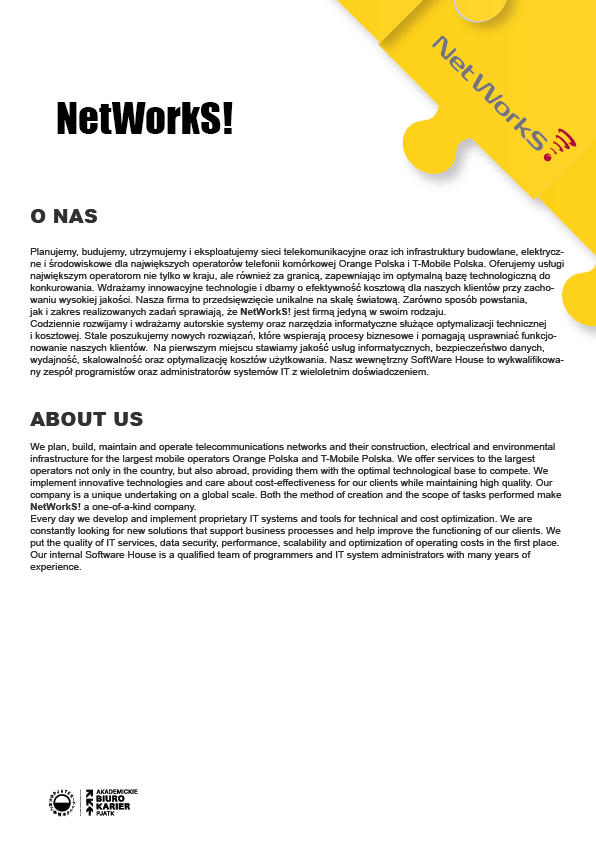 NetWorkS!
NetWorkS!
O NAS
Planujemy, budujemy, utrzymujemy i eksploatujemy sieci telekomunikacyjne oraz ich infrastruktury budowlane, elektrycz-
ne i środowiskowe dla największych operatorów telefonii komórkowej Orange Polska i T-Mobile Polska. Oferujemy usługi
największym operatorom nie tylko w kraju, ale również za granicą, zapewniając im optymalną bazę technologiczną do
konkurowania. Wdrażamy innowacyjne technologie i dbamy o efektywność kosztową dla naszych klientów przy zacho-
waniu wysokiej jakości. Nasza firma to przedsięwzięcie unikalne na skalę światową. Zarówno sposób powstania,
jak i zakres realizowanych zadań sprawiają, że NetWorkS! jest firmą jedyną w swoim rodzaju.
Codziennie rozwijamy i wdrażamy autorskie systemy oraz narzędzia informatyczne służące optymalizacji technicznej
i kosztowej. Stale poszukujemy nowych rozwiązań, które wspierają procesy biznesowe i pomagają usprawniać funkcjo-
nowanie naszych klientów.  Na pierwszym miejscu stawiamy jakość usług informatycznych, bezpieczeństwo danych,
wydajność, skalowalność oraz optymalizację kosztów użytkowania. Nasz wewnętrzny SoftWare House to wykwalifikowa-
ny zespół programistów oraz administratorów systemów IT z wieloletnim doświadczeniem.
ABOUT US
We plan, build, maintain and operate telecommunications networks and their construction, electrical and environmental
infrastructure for the largest mobile operators Orange Polska and T-Mobile Polska. We offer services to the largest
operators not only in the country, but also abroad, providing them with the optimal technological base to compete. We
implement innovative technologies and care about cost-effectiveness for our clients while maintaining high quality. Our
company is a unique undertaking on a global scale. Both the method of creation and the scope of tasks performed make
NetWorkS! a one-of-a-kind company.
Every day we develop and implement proprietary IT systems and tools for technical and cost optimization. We are
constantly looking for new solutions that support business processes and help improve the functioning of our clients. We
put the quality of IT services, data security, performance, scalability and optimization of operating costs in the first place.
Our internal Software House is a qualified team of programmers and IT system administrators with many years of
experience.
AKADEMICKIE
BIURO
KARIER
PJATK